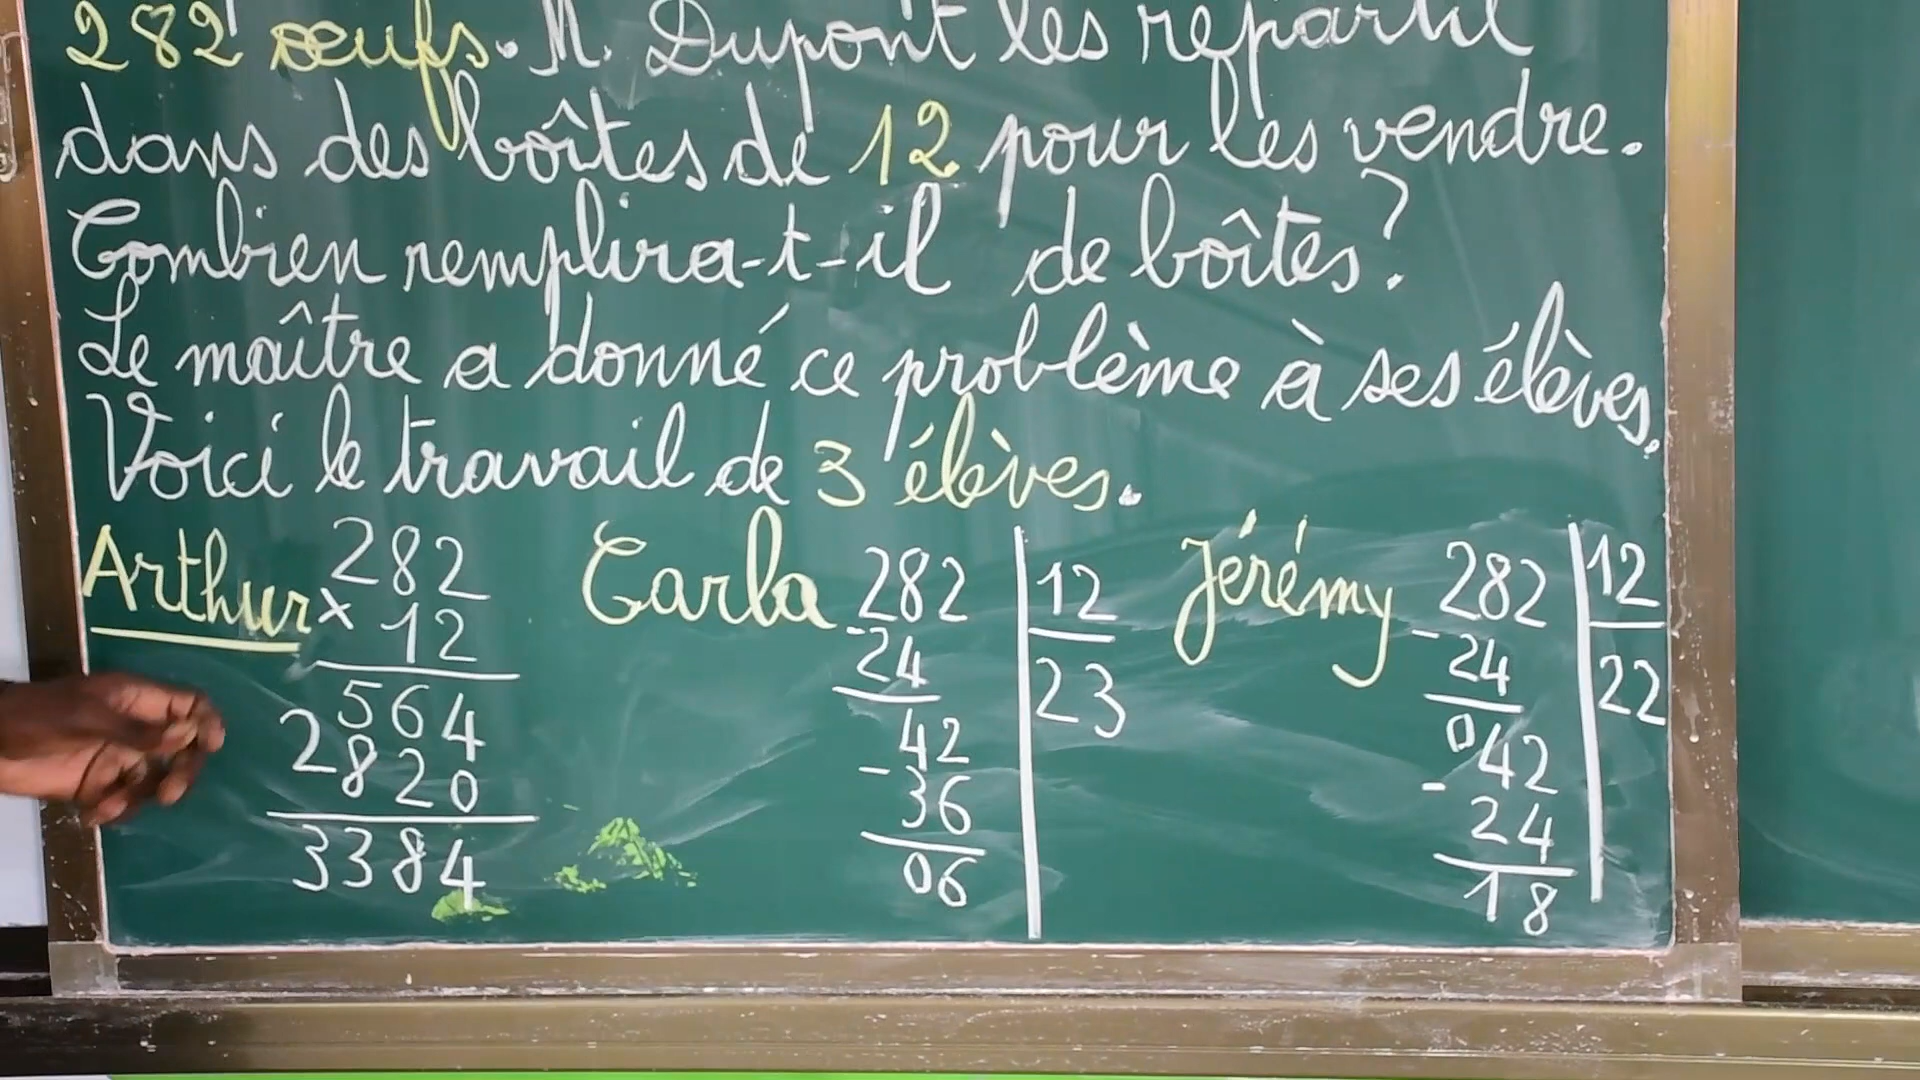 282 œufs. M. Dupont les répartit
dans des boîtes de 12 pour les vendre.
Combien remplira-t-il de boîtes?
Le maître a donné ce problème à ses élèves.
Voici le travail de 3 élèves.
Arthur
282
× 12
564
2820
3384
Carla
282 12
- 24 23
42
- 36
06
Jérémy
282 12
- 24 22
042
- 24
18